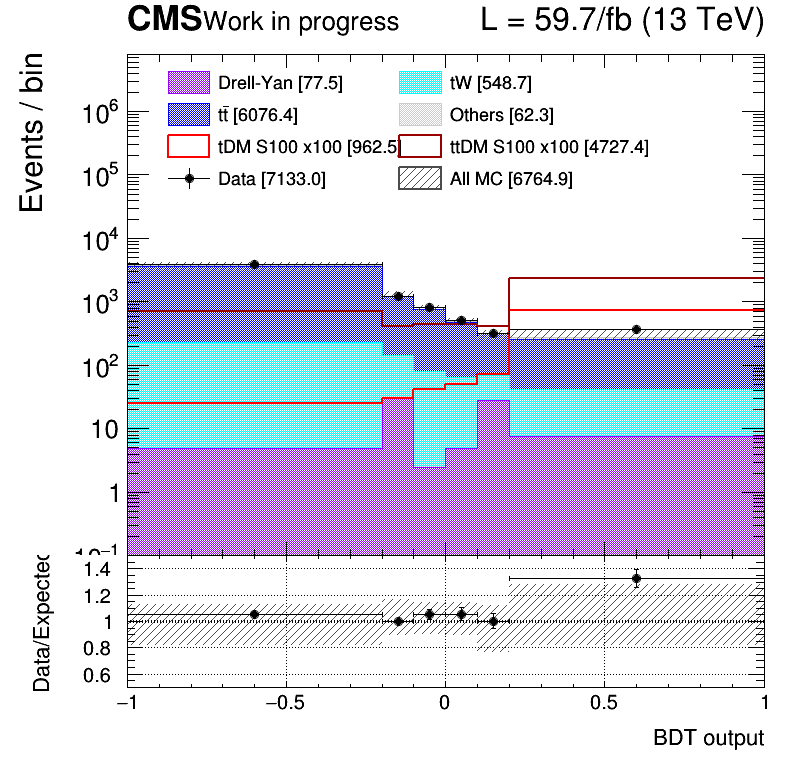 CMS Work in progress L = 59.7/fb (13 TeV)
Events / bin
Drell-Yan [77.5] tW [548.7]
tt̄ [6076.4] Others [62.3]
tDM S100 x100 [962.5] ttDM S100 x100 [4727.4]
Data [7133.0] All MC [6764.9]
10⁶
10⁵
10⁴
10³
10²
10
1
10⁻¹
Data/Expected
1.4
1.2
1
0.8
0.6
−1 −0.5 0 0.5 1
BDT output